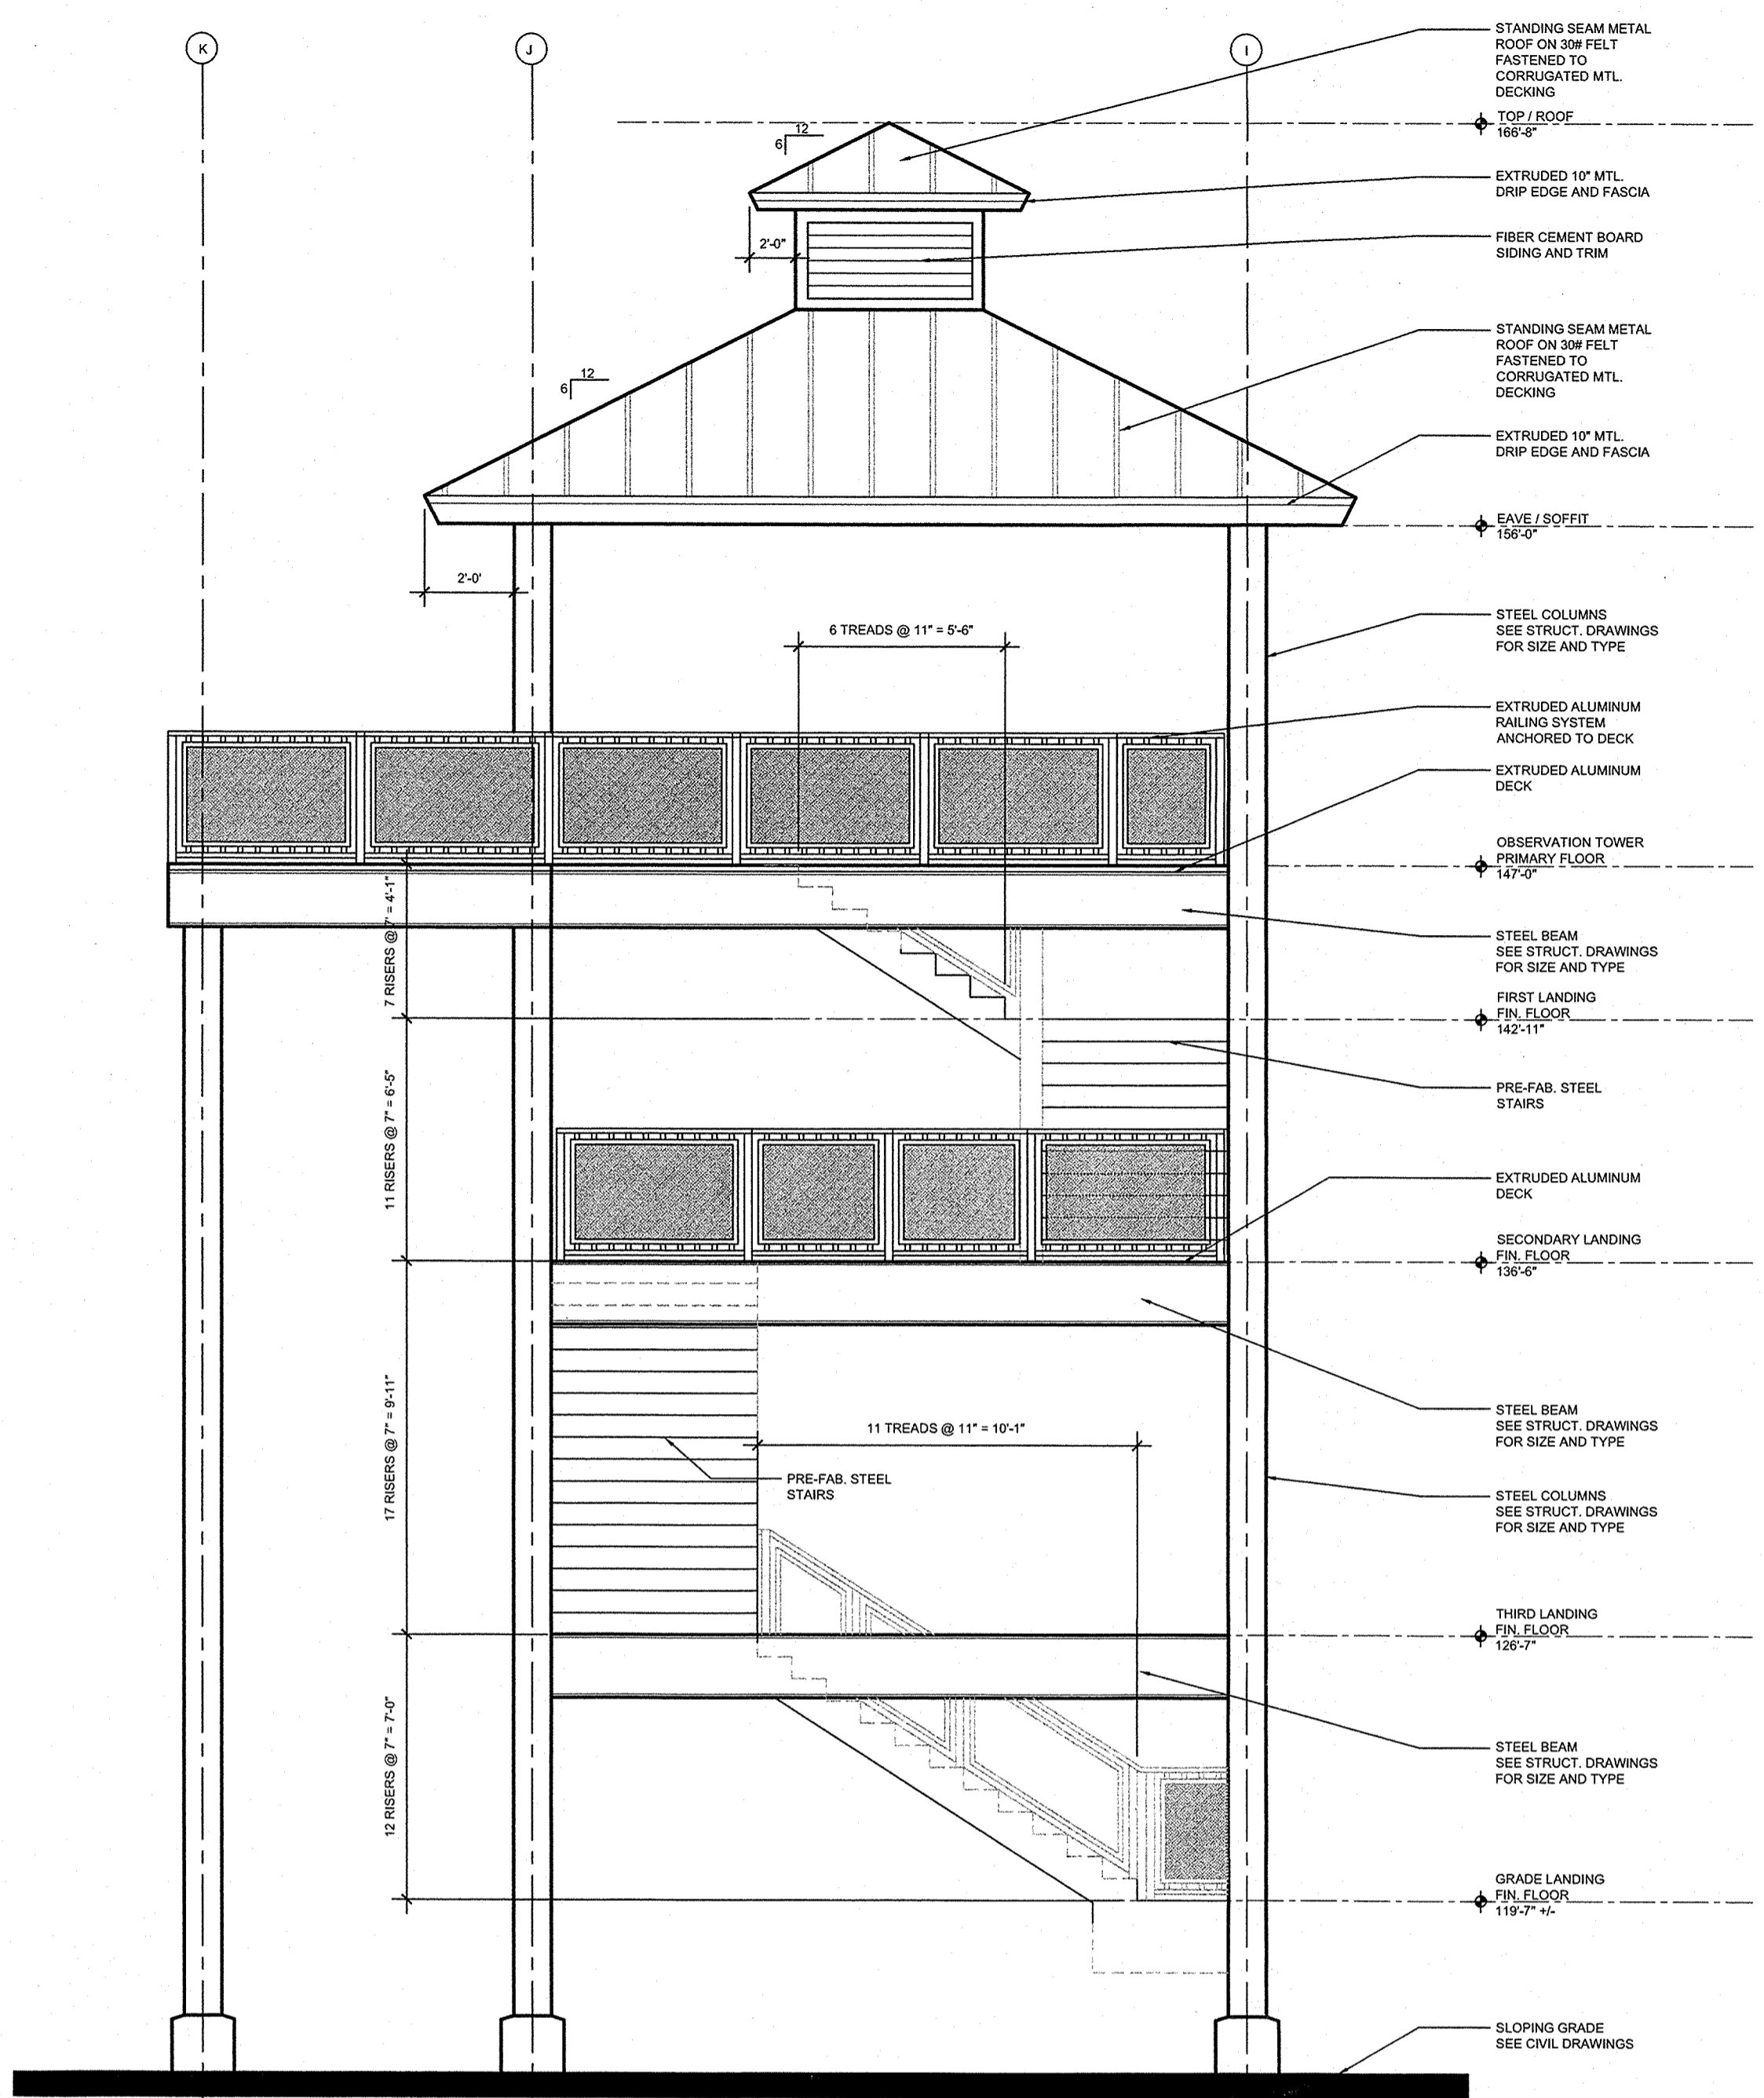 K
J
I
STANDING SEAM METAL
ROOF ON 30# FELT
FASTENED TO
CORRUGATED MTL.
DECKING
TOP / ROOF
166'-8"
12
6
EXTRUDED 10" MTL.
DRIP EDGE AND FASCIA
2'-0"
FIBER CEMENT BOARD
SIDING AND TRIM
STANDING SEAM METAL
ROOF ON 30# FELT
FASTENED TO
CORRUGATED MTL.
DECKING
12
6
EXTRUDED 10" MTL.
DRIP EDGE AND FASCIA
EAVE / SOFFIT
156'-0"
2'-0'
6 TREADS @ 11" = 5'-6"
STEEL COLUMNS
SEE STRUCT. DRAWINGS
FOR SIZE AND TYPE
EXTRUDED ALUMINUM
RAILING SYSTEM
ANCHORED TO DECK
EXTRUDED ALUMINUM
DECK
OBSERVATION TOWER
PRIMARY FLOOR
147'-0"
7 RISERS @ 7' = 4'-1"
STEEL BEAM
SEE STRUCT. DRAWINGS
FOR SIZE AND TYPE
FIRST LANDING
FIN. FLOOR
142'-11"
11 RISERS @ 7" = 6'-5"
PRE-FAB. STEEL
STAIRS
EXTRUDED ALUMINUM
DECK
SECONDARY LANDING
FIN. FLOOR
136'-6"
17 RISERS @ 7" = 9'-11"
11 TREADS @ 11" = 10'-1"
PRE-FAB. STEEL
STAIRS
STEEL BEAM
SEE STRUCT. DRAWINGS
FOR SIZE AND TYPE
STEEL COLUMNS
SEE STRUCT. DRAWINGS
FOR SIZE AND TYPE
THIRD LANDING
FIN. FLOOR
126'-7"
12 RISERS @ 7" = 7'-0"
STEEL BEAM
SEE STRUCT. DRAWINGS
FOR SIZE AND TYPE
GRADE LANDING
FIN. FLOOR
119'-7" +/-
SLOPING GRADE
SEE CIVIL DRAWINGS